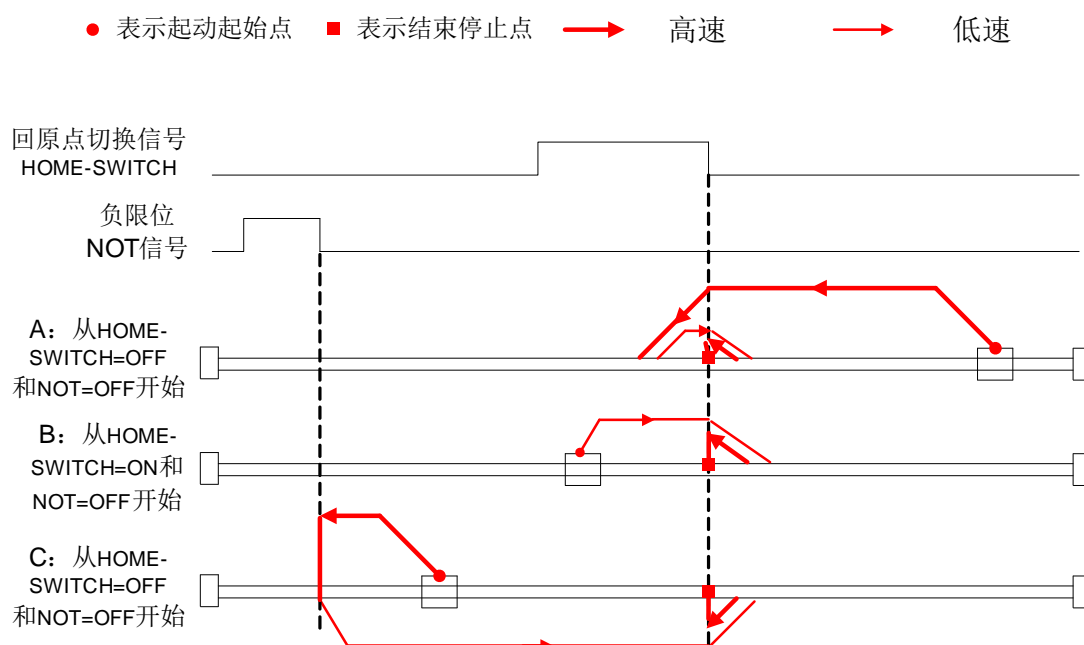 表示起动起始点 表示结束停止点 高速 低速
回原点切换信号
HOME-SWITCH
负限位
NOT信号
A：从HOME-
SWITCH=OFF
和NOT=OFF开始
B：从HOME-
SWITCH=ON和
NOT=OFF开始
C：从HOME-
SWITCH=OFF
和NOT=OFF开始